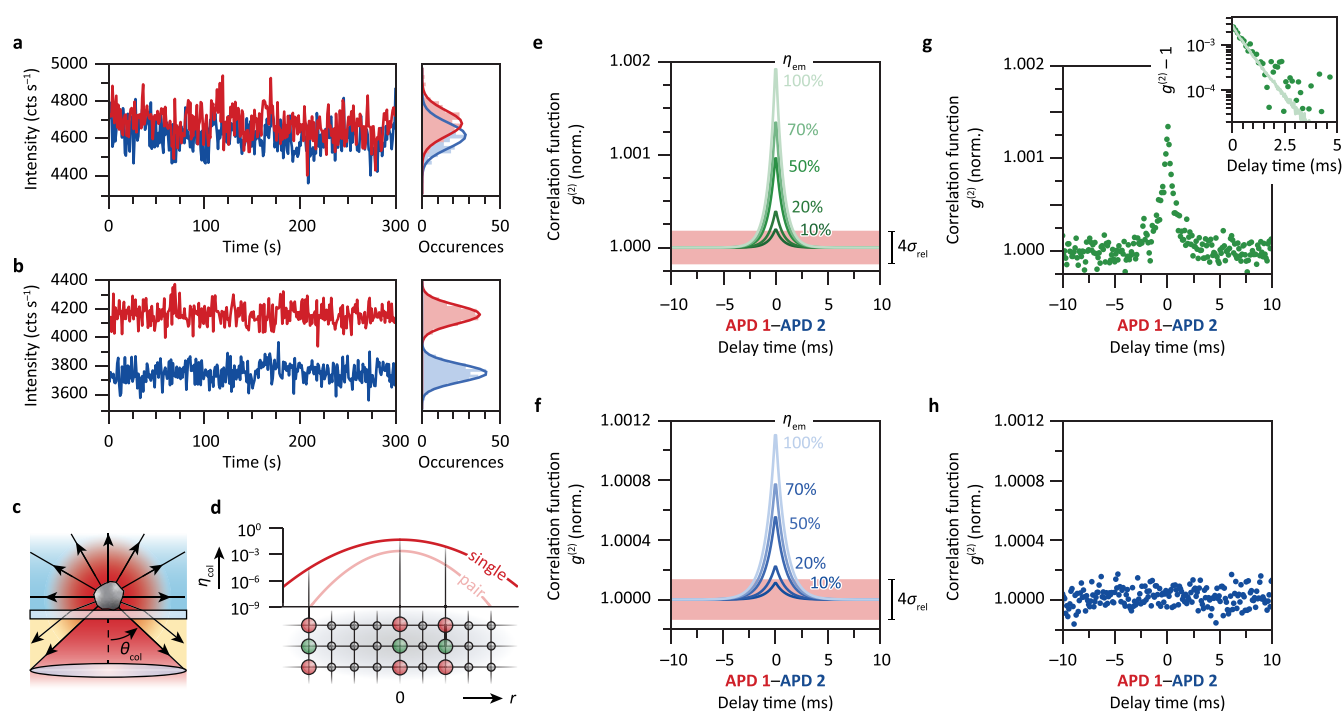 a
5000
4800
4600
4400
Intensity (cts s⁻¹)
0
100
200
300
Time (s)
0
50
Occurences
b
4400
4200
4000
3800
3600
Intensity (cts s⁻¹)
0
100
200
300
Time (s)
0
50
Occurences
c
θcol
d
10⁰
10⁻³
10⁻⁶
10⁻⁹
ηcol
single
pair
0
r
e
1.002
1.001
1.000
Correlation function
g⁽²⁾ (norm.)
ηem
100%
70%
50%
20%
10%
4σrel
−10
−5
0
5
10
APD 1–APD 2
Delay time (ms)
f
1.0012
1.0008
1.0004
1.0000
Correlation function
g⁽²⁾ (norm.)
ηem
100%
70%
50%
20%
10%
4σrel
−10
−5
0
5
10
APD 1–APD 2
Delay time (ms)
g
1.002
1.001
1.000
Correlation function
g⁽²⁾ (norm.)
10⁻³
10⁻⁴
g⁽²⁾ − 1
0
2.5
5
Delay time (ms)
−10
−5
0
5
10
APD 1–APD 2
Delay time (ms)
h
1.0012
1.0008
1.0004
1.0000
Correlation function
g⁽²⁾ (norm.)
−10
−5
0
5
10
APD 1–APD 2
Delay time (ms)